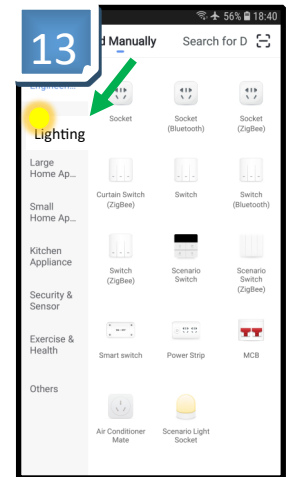 13
56% 18:40
d Manually
Search for D
Engineeri...
Lighting
Large
Home Ap...
Small
Home Ap...
Kitchen
Appliance
Security &
Sensor
Exercise &
Health
Others
Socket
Socket
(Bluetooth)
Socket
(ZigBee)
Curtain Switch
(ZigBee)
Switch
Switch
(Bluetooth)
Switch
(ZigBee)
Scenario
Switch
Scenario
Switch
(ZigBee)
Smart switch
Power Strip
MCB
Air Conditioner
Mate
Scenario Light
Socket